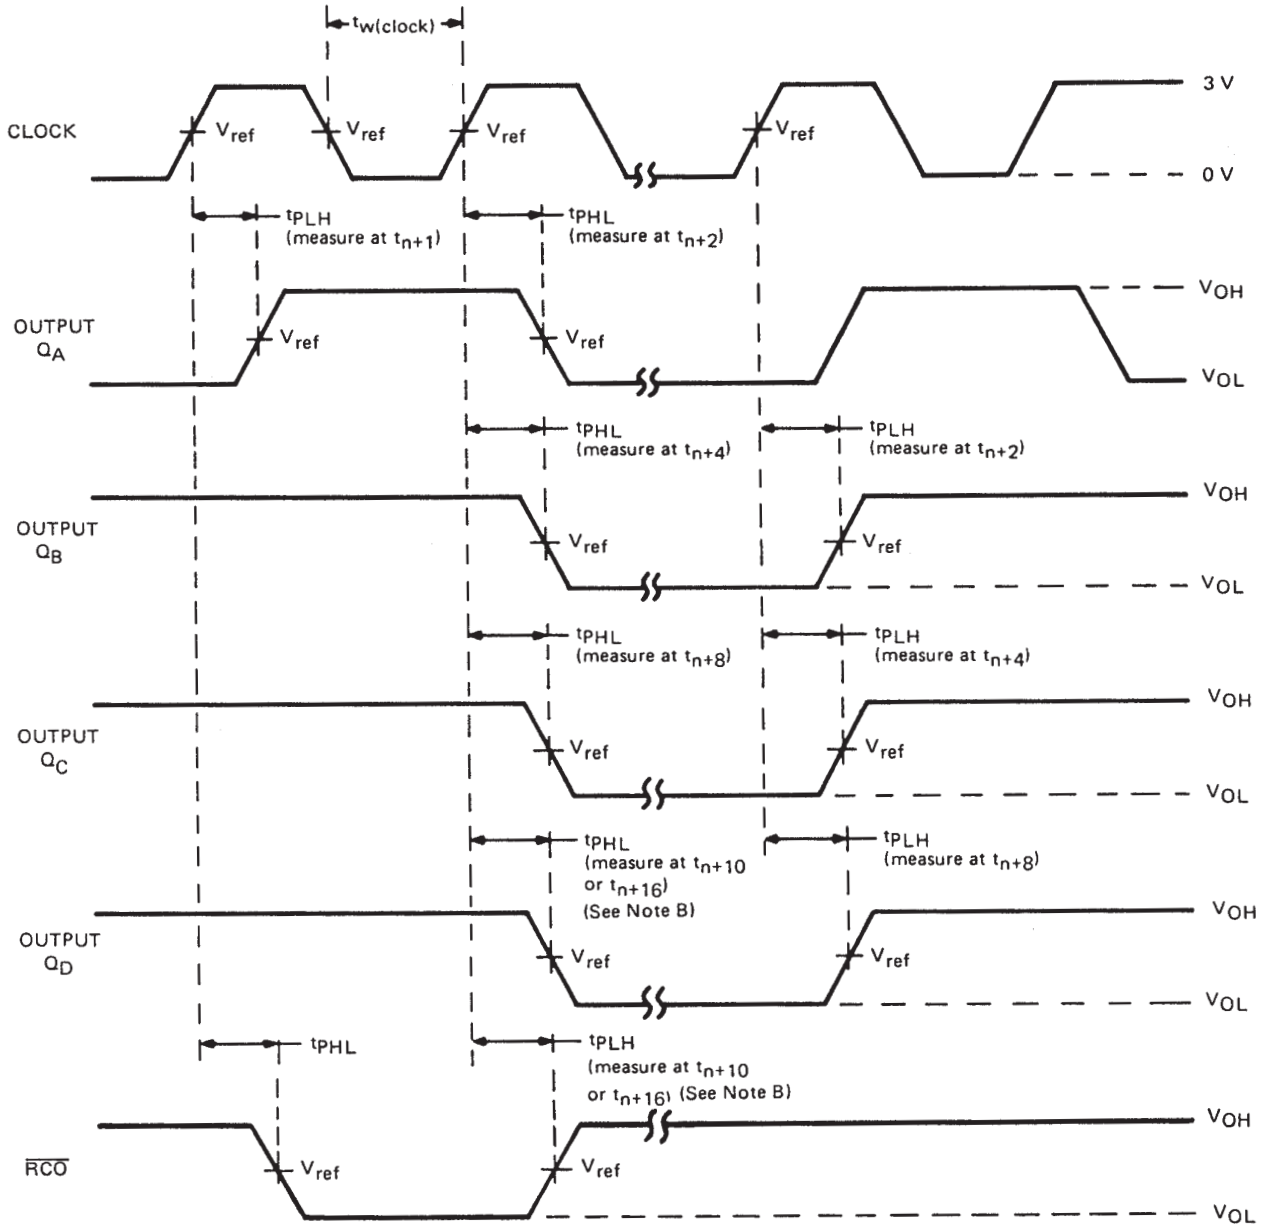 tw(clock)
CLOCK
Vref
Vref
Vref
Vref
3 V
0 V
tPLH
(measure at tn+1)
tPHL
(measure at tn+2)
OUTPUT
QA
Vref
Vref
VOH
VOL
tPHL
(measure at tn+4)
tPLH
(measure at tn+2)
OUTPUT
QB
Vref
Vref
VOH
VOL
tPHL
(measure at tn+8)
tPLH
(measure at tn+4)
OUTPUT
QC
Vref
Vref
VOH
VOL
tPHL
(measure at tn+10
or tn+16)
(See Note B)
tPLH
(measure at tn+8)
OUTPUT
QD
Vref
Vref
VOH
VOL
tPHL
tPLH
(measure at tn+10
or tn+16) (See Note B)
RCO
Vref
Vref
VOH
VOL